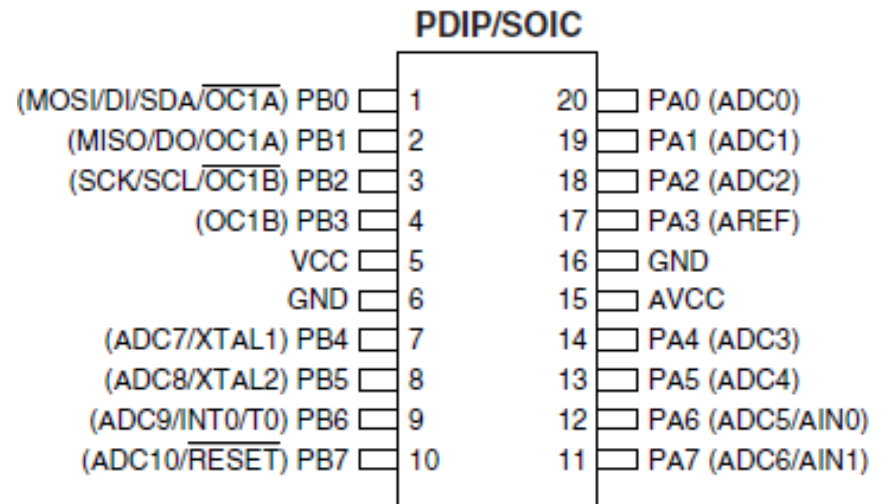 PDIP/SOIC
(MOSI/DI/SDA/OC1A) PB0 1 20 PA0 (ADC0)
(MISO/DO/OC1A) PB1 2 19 PA1 (ADC1)
(SCK/SCL/OC1B) PB2 3 18 PA2 (ADC2)
(OC1B) PB3 4 17 PA3 (AREF)
VCC 5 16 GND
GND 6 15 AVCC
(ADC7/XTAL1) PB4 7 14 PA4 (ADC3)
(ADC8/XTAL2) PB5 8 13 PA5 (ADC4)
(ADC9/INT0/T0) PB6 9 12 PA6 (ADC5/AIN0)
(ADC10/RESET) PB7 10 11 PA7 (ADC6/AIN1)